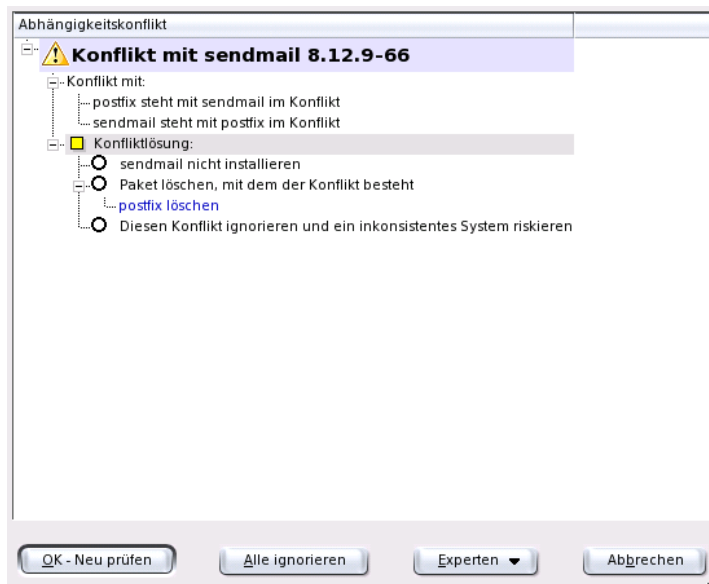 Abhängigkeitskonflikt
Konflikt mit sendmail 8.12.9-66
Konflikt mit:
postfix steht mit sendmail im Konflikt
sendmail steht mit postfix im Konflikt
Konfliktlösung:
sendmail nicht installieren
Paket löschen, mit dem der Konflikt besteht
postfix löschen
Diesen Konflikt ignorieren und ein inkonsistentes System riskieren
OK - Neu prüfen
Alle ignorieren
Experten
Abbrechen